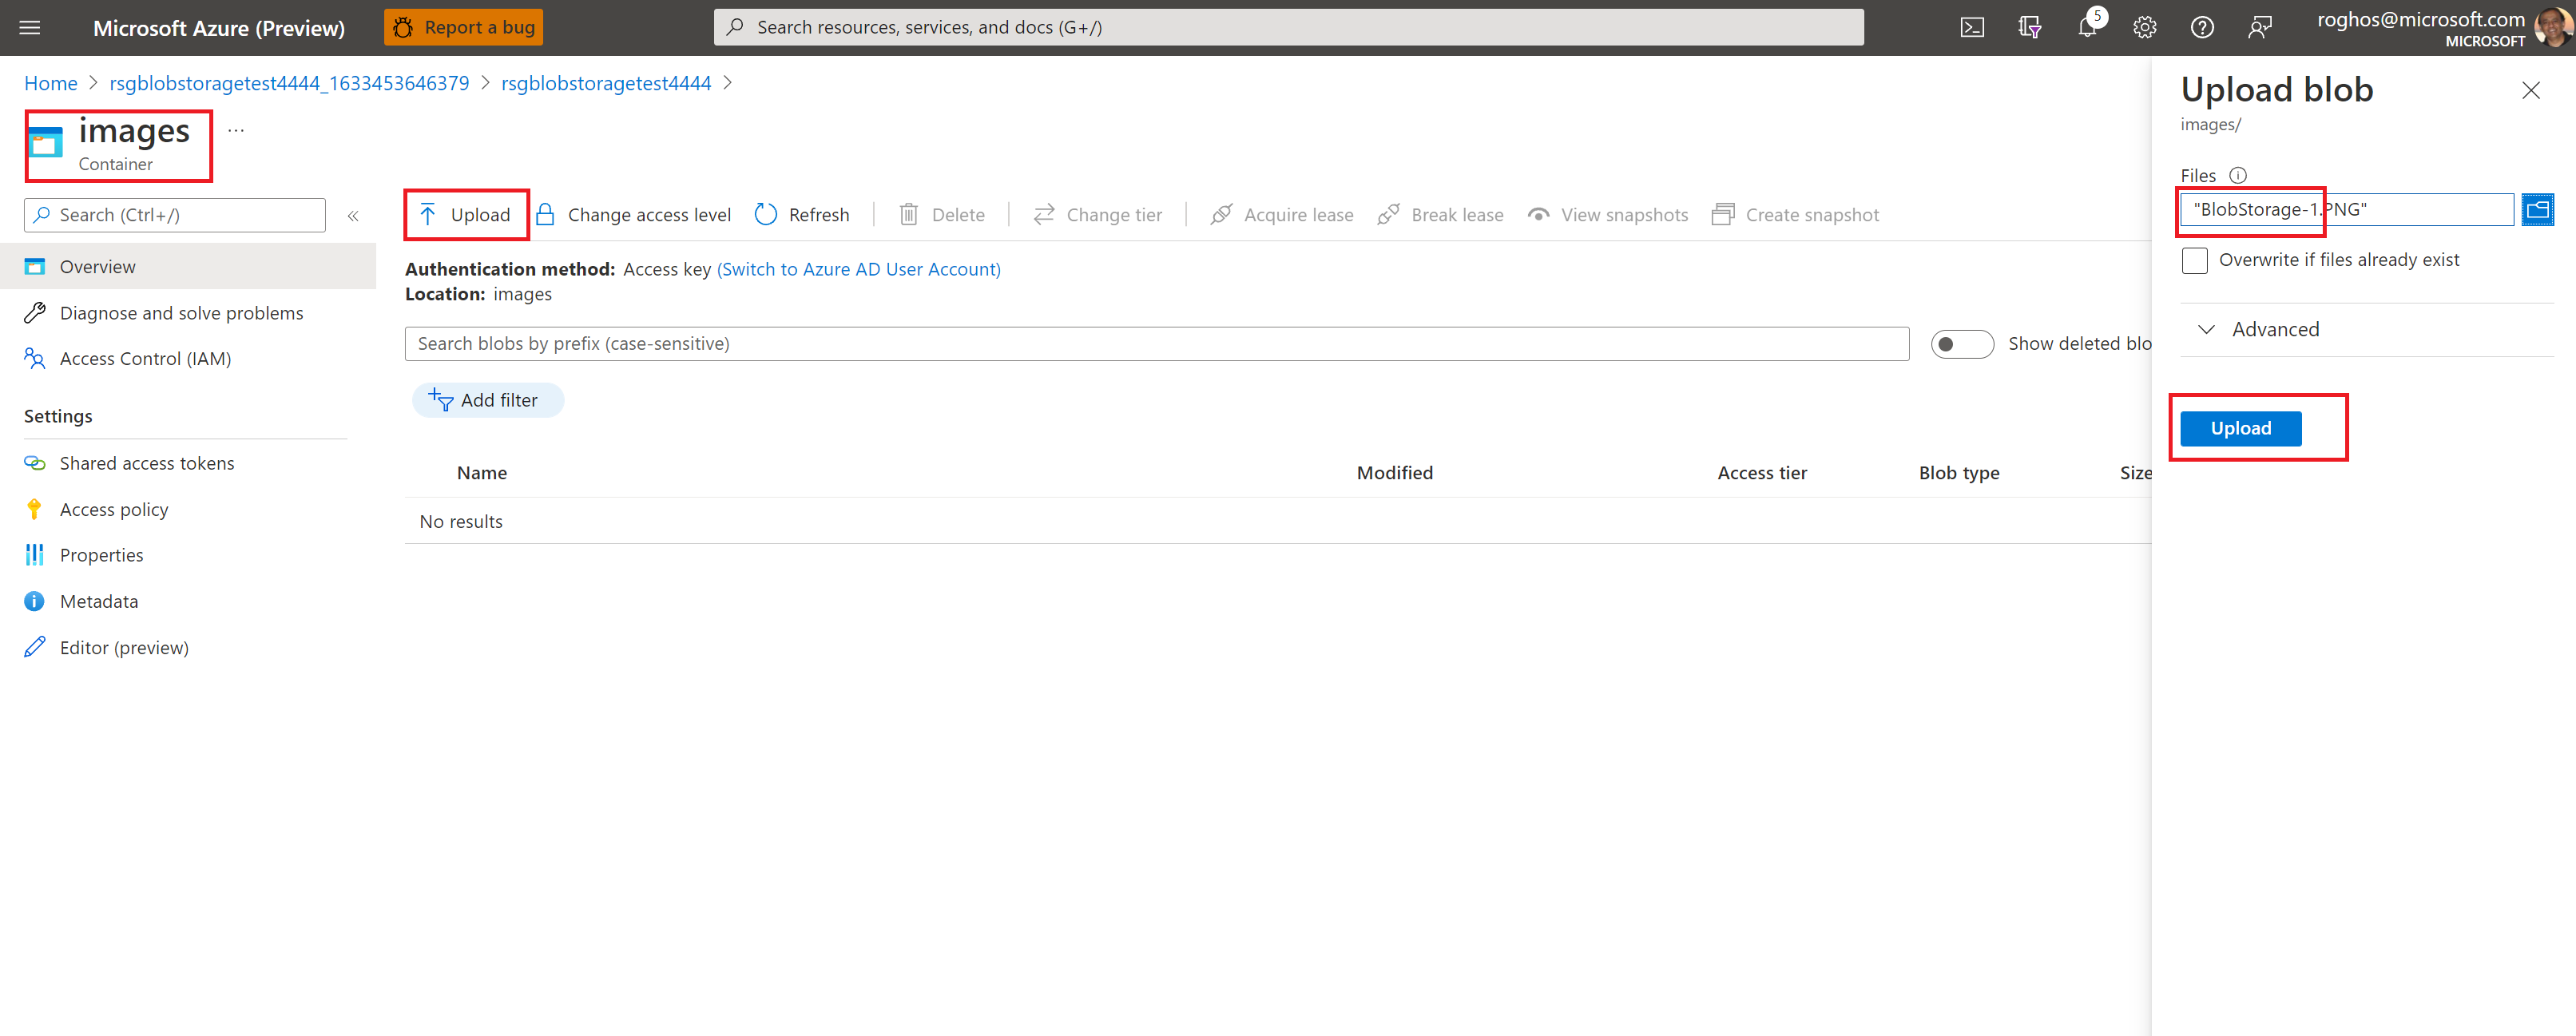 Microsoft Azure (Preview)
Report a bug
Search resources, services, and docs (G+/)
5
roghos@microsoft.com
MICROSOFT
Home > rsgblobstoragetest4444_1633453646379 > rsgblobstoragetest4444 >
images
...
Container
Search (Ctrl+/)
«
Overview
Diagnose and solve problems
Access Control (IAM)
Settings
Shared access tokens
Access policy
Properties
Metadata
Editor (preview)
Upload
Change access level
Refresh
Delete
Change tier
Acquire lease
Break lease
View snapshots
Create snapshot
Authentication method: Access key (Switch to Azure AD User Account)
Location: images
Search blobs by prefix (case-sensitive)
Show deleted blo
Add filter
Name Modified Access tier Blob type Size
No results
Upload blob
images/
Files
"BlobStorage-1.PNG"
Overwrite if files already exist
Advanced
Upload